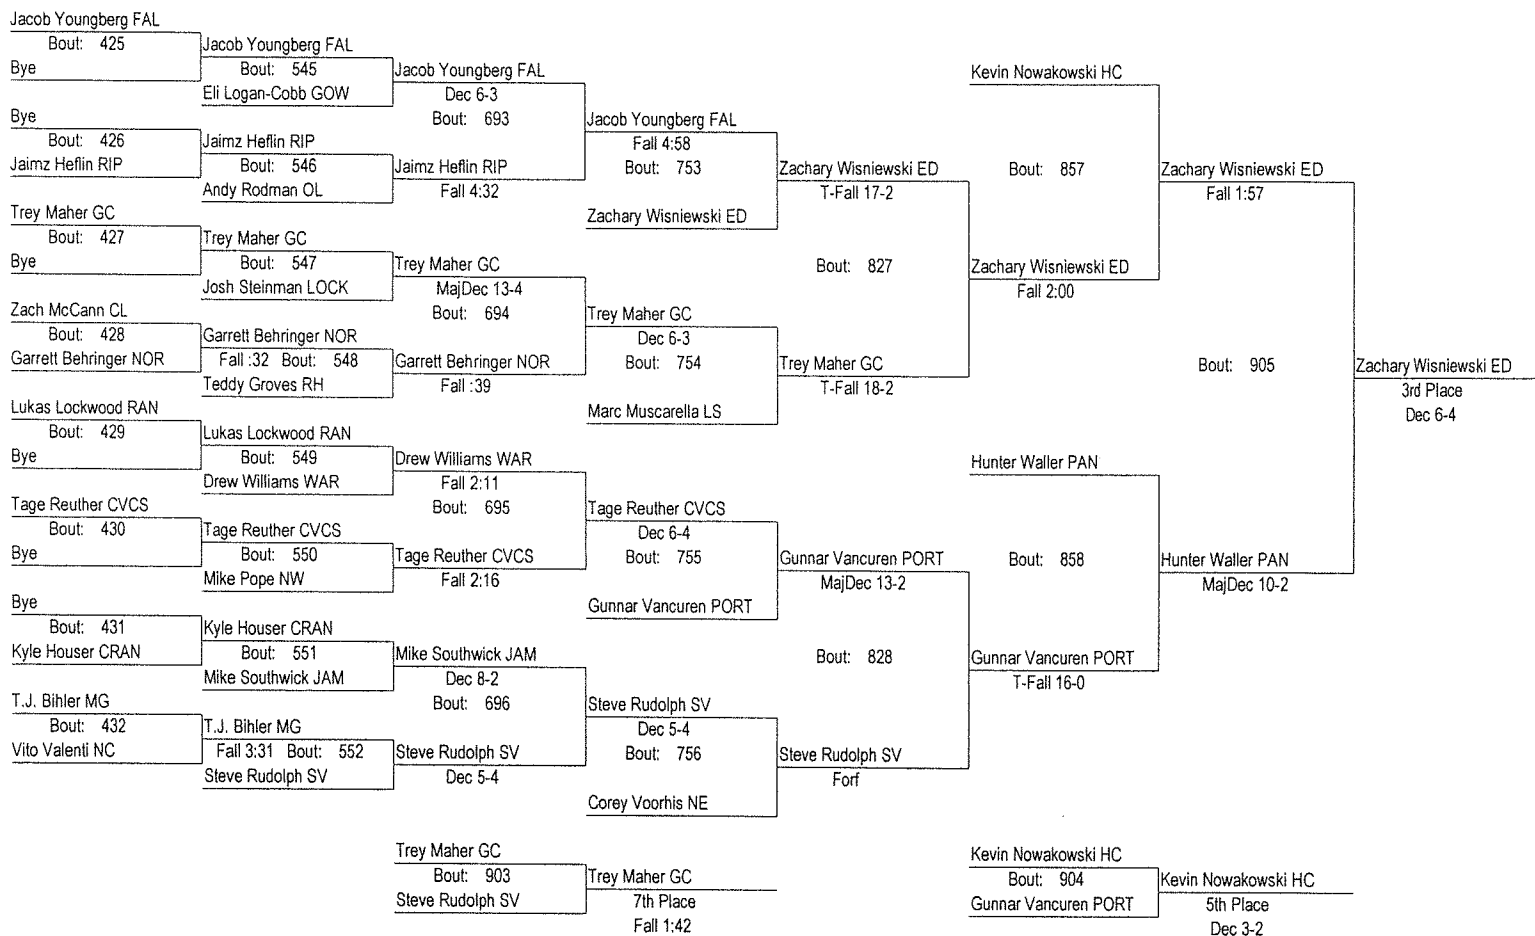 Jacob Youngberg FAL
Bout: 425
Bye
Bye
Bout: 426
Jaimz Heflin RIP
Trey Maher GC
Bout: 427
Bye
Zach McCann CL
Bout: 428
Garrett Behringer NOR
Lukas Lockwood RAN
Bout: 429
Bye
Tage Reuther CVCS
Bout: 430
Bye
Bye
Bout: 431
Kyle Houser CRAN
T.J. Bihler MG
Bout: 432
Vito Valenti NC
Jacob Youngberg FAL
Bout: 545
Eli Logan-Cobb GOW
Jaimz Heflin RIP
Bout: 546
Andy Rodman OL
Trey Maher GC
Bout: 547
Josh Steinman LOCK
Garrett Behringer NOR
Fall :32 Bout: 548
Teddy Groves RH
Lukas Lockwood RAN
Bout: 549
Drew Williams WAR
Tage Reuther CVCS
Bout: 550
Mike Pope NW
Kyle Houser CRAN
Bout: 551
Mike Southwick JAM
T.J. Bihler MG
Fall 3:31 Bout: 552
Steve Rudolph SV
Jacob Youngberg FAL
Dec 6-3
Bout: 693
Jaimz Heflin RIP
Fall 4:32
Trey Maher GC
MajDec 13-4
Bout: 694
Garrett Behringer NOR
Fall :39
Drew Williams WAR
Fall 2:11
Bout: 695
Tage Reuther CVCS
Fall 2:16
Mike Southwick JAM
Dec 8-2
Bout: 696
Steve Rudolph SV
Dec 5-4
Jacob Youngberg FAL
Fall 4:58
Bout: 753
Zachary Wisniewski ED
Trey Maher GC
Dec 6-3
Bout: 754
Marc Muscarella LS
Tage Reuther CVCS
Dec 6-4
Bout: 755
Gunnar Vancuren PORT
Steve Rudolph SV
Dec 5-4
Bout: 756
Corey Voorhis NE
Zachary Wisniewski ED
T-Fall 17-2
Bout: 827
Trey Maher GC
T-Fall 18-2
Gunnar Vancuren PORT
MajDec 13-2
Bout: 828
Steve Rudolph SV
Forf
Kevin Nowakowski HC
Bout: 857
Zachary Wisniewski ED
Fall 2:00
Hunter Waller PAN
Bout: 858
Gunnar Vancuren PORT
T-Fall 16-0
Zachary Wisniewski ED
Fall 1:57
Bout: 905
Hunter Waller PAN
MajDec 10-2
Zachary Wisniewski ED
3rd Place
Dec 6-4
Trey Maher GC
Bout: 903
Steve Rudolph SV
Trey Maher GC
7th Place
Fall 1:42
Kevin Nowakowski HC
Bout: 904
Gunnar Vancuren PORT
Kevin Nowakowski HC
5th Place
Dec 3-2